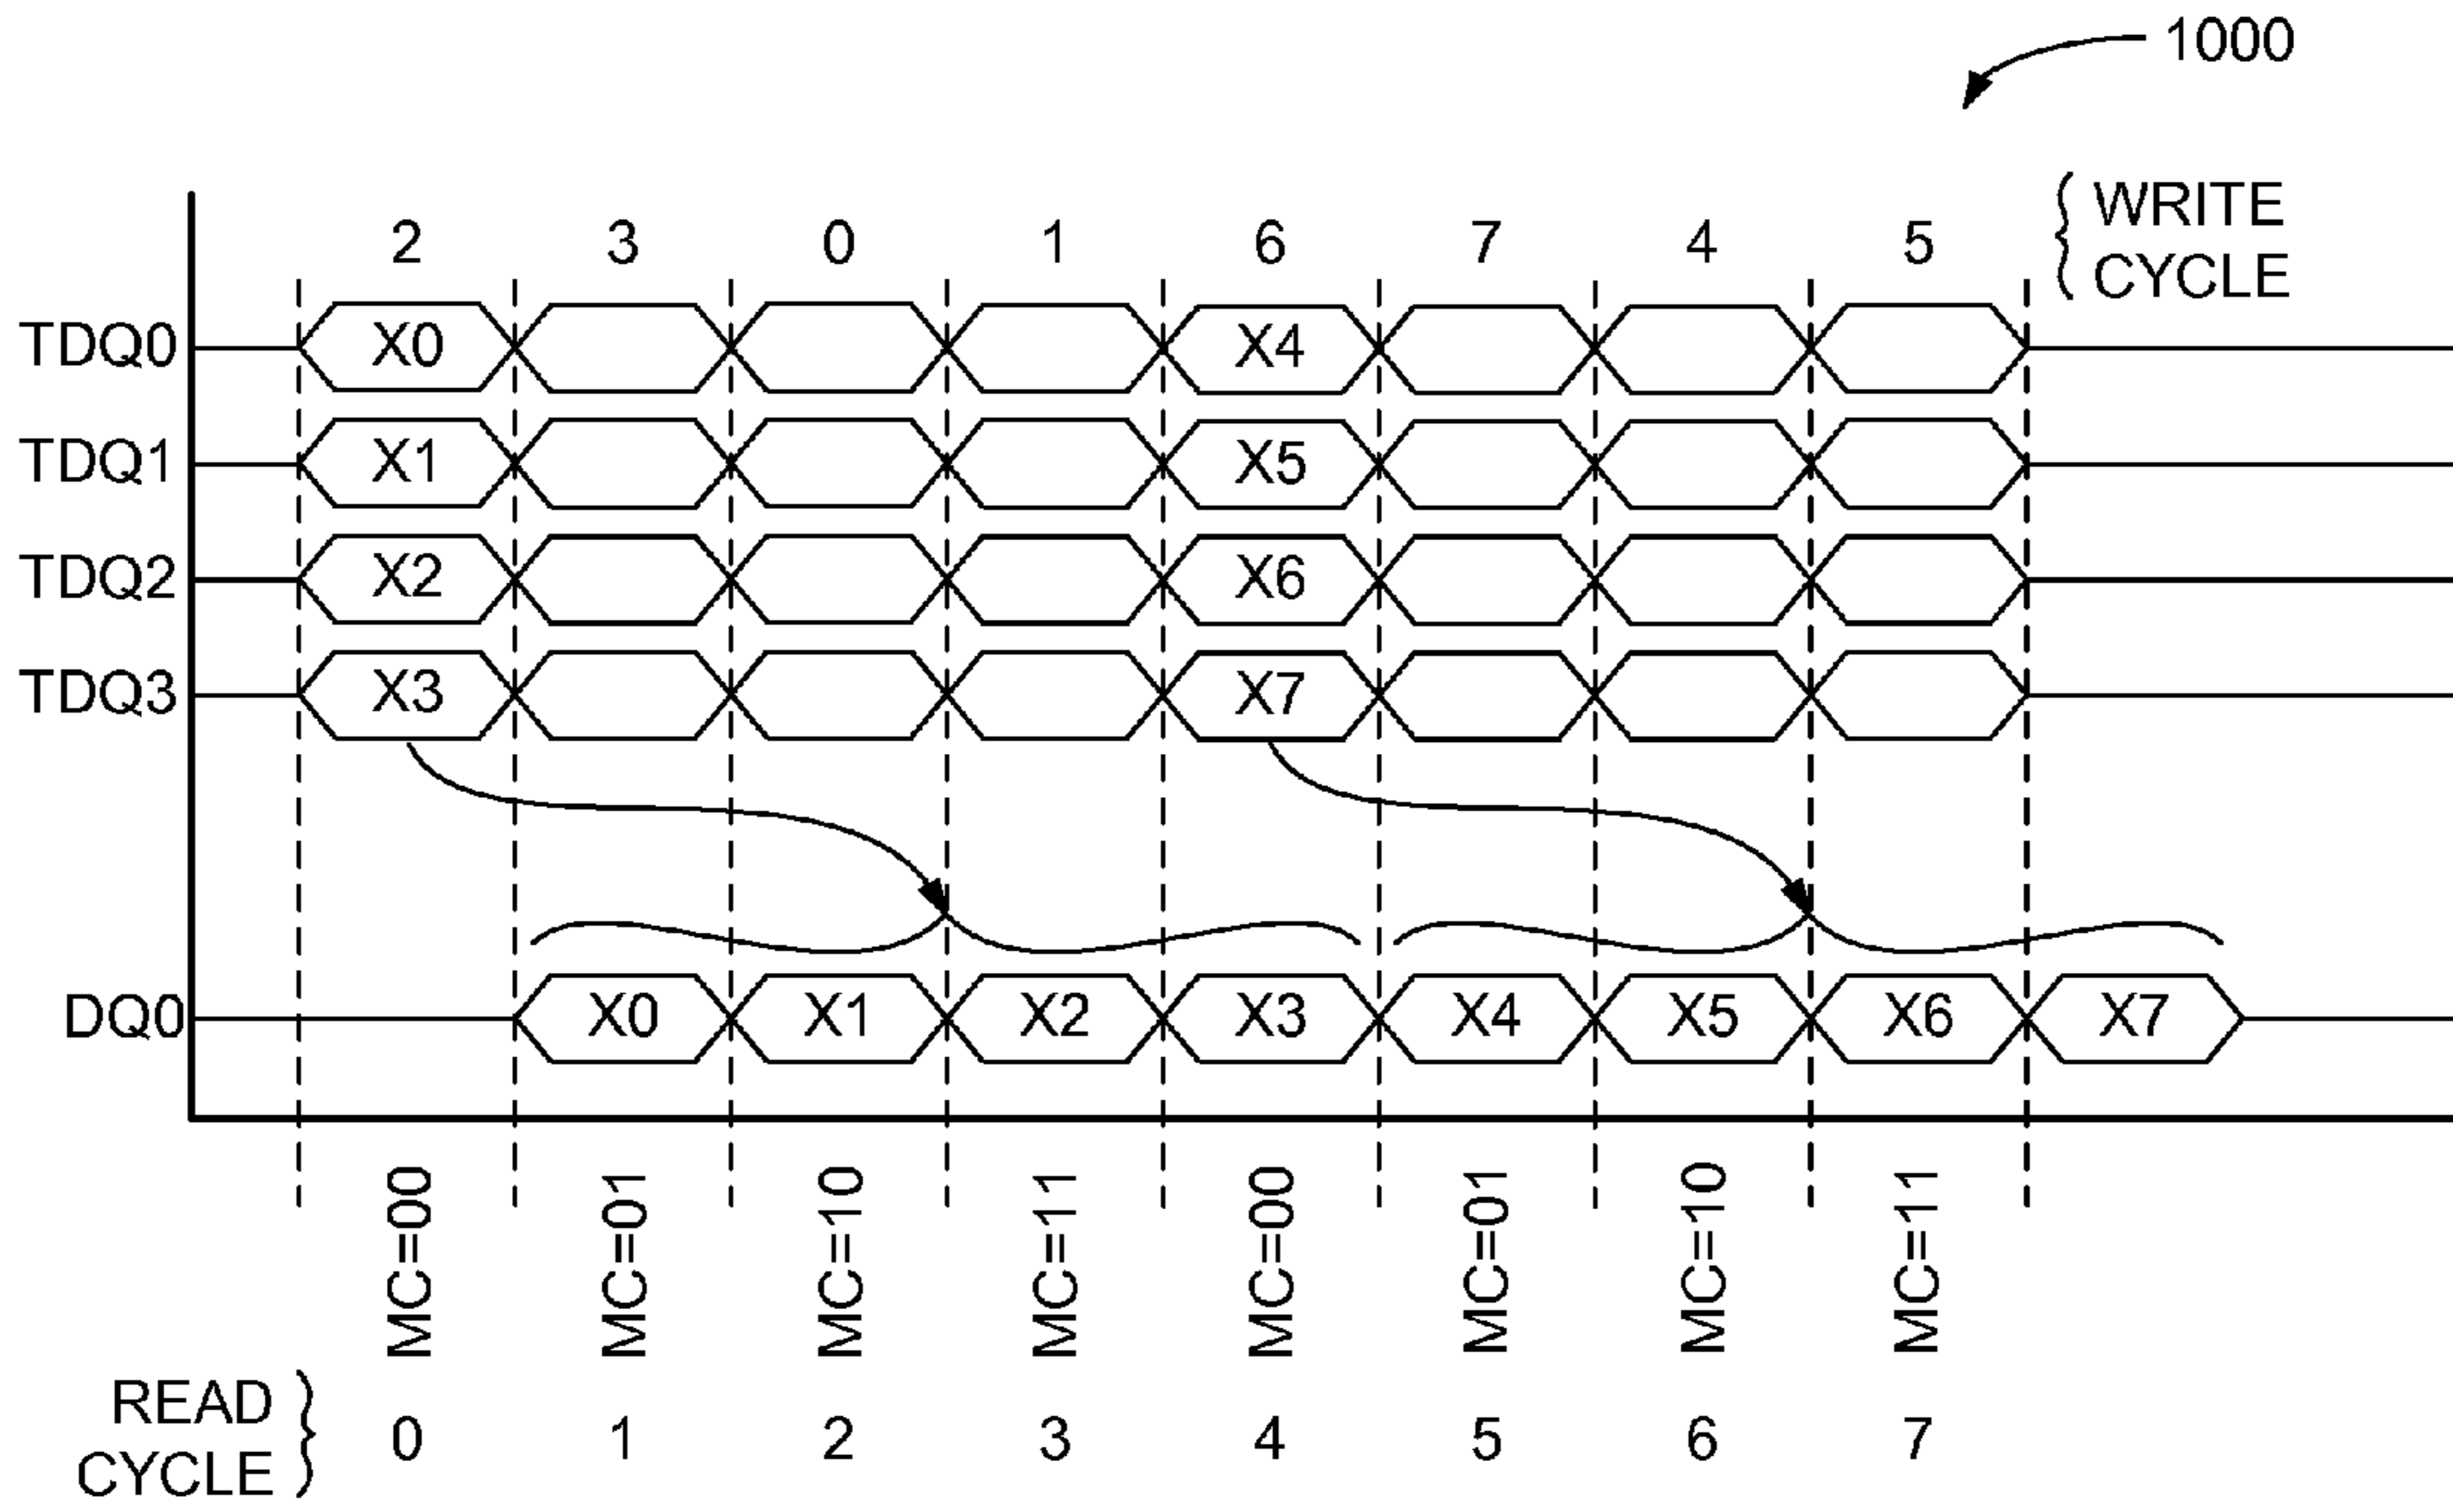 1000
2 3 0 1 6 7 4 5 WRITE
CYCLE
TDQ0 X0 X4
TDQ1 X1 X5
TDQ2 X2 X6
TDQ3 X3 X7
DQ0 X0 X1 X2 X3 X4 X5 X6 X7
MC=00 MC=01 MC=10 MC=11 MC=00 MC=01 MC=10 MC=11
READ
CYCLE 0 1 2 3 4 5 6 7